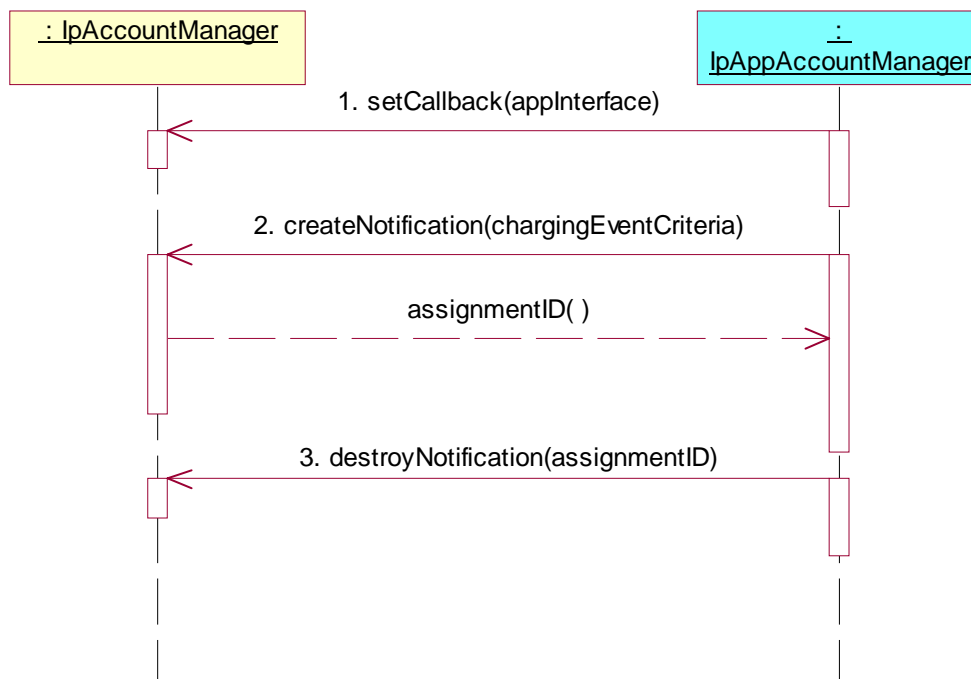 : IpAccountManager
:
IpAppAccountManager
1. setCallback(appInterface)
2. createNotification(chargingEventCriteria)
assignmentID( )
3. destroyNotification(assignmentID)